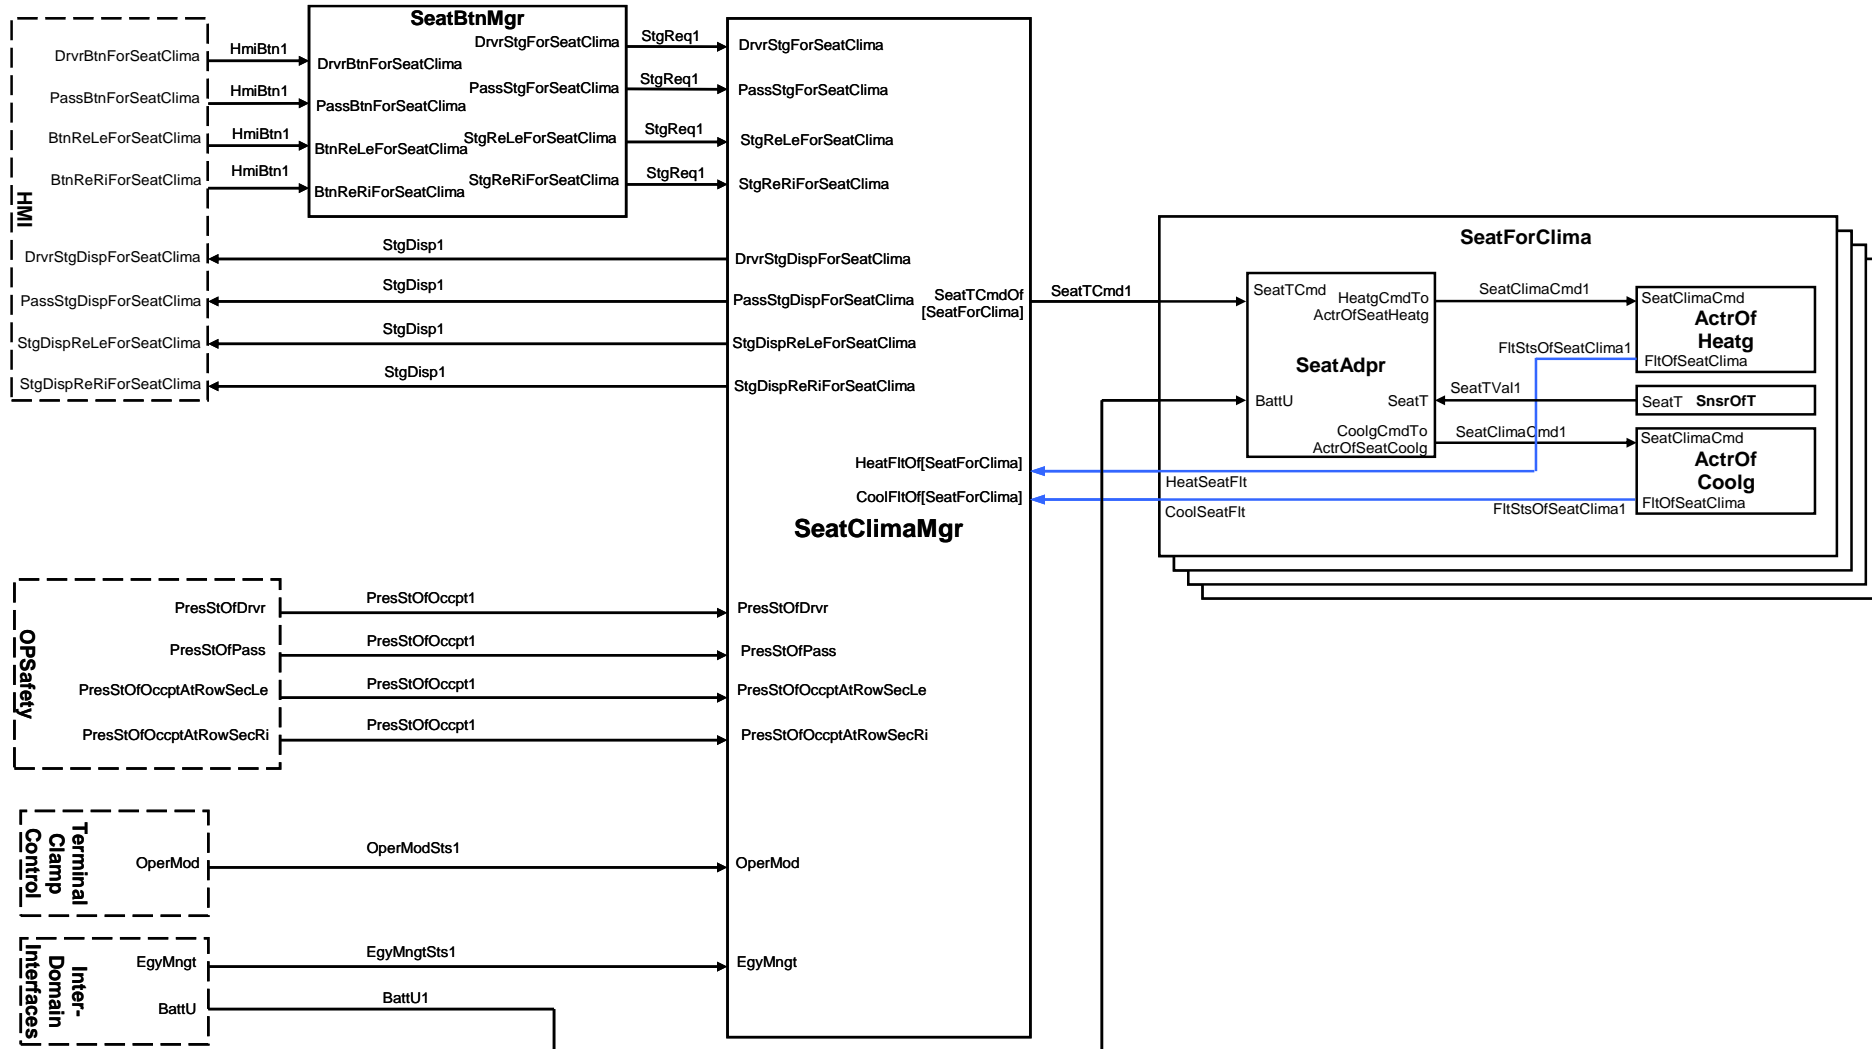 HMI
DrvrBtnForSeatClima
PassBtnForSeatClima
BtnReLeForSeatClima
BtnReRiForSeatClima
DrvrStgDispForSeatClima
PassStgDispForSeatClima
StgDispReLeForSeatClima
StgDispReRiForSeatClima
HmiBtn1
HmiBtn1
HmiBtn1
HmiBtn1
SeatBtnMgr
DrvrBtnForSeatClima
PassBtnForSeatClima
BtnReLeForSeatClima
BtnReRiForSeatClima
DrvrStgForSeatClima
PassStgForSeatClima
StgReLeForSeatClima
StgReRiForSeatClima
StgReq1
StgReq1
StgReq1
StgReq1
StgDisp1
StgDisp1
StgDisp1
StgDisp1
DrvrStgForSeatClima
PassStgForSeatClima
StgReLeForSeatClima
StgReRiForSeatClima
DrvrStgDispForSeatClima
PassStgDispForSeatClima
StgDispReLeForSeatClima
StgDispReRiForSeatClima
SeatTCmdOf
[SeatForClima]
HeatFltOf[SeatForClima]
CoolFltOf[SeatForClima]
SeatClimaMgr
PresStOfDrvr
PresStOfPass
PresStOfOccptAtRowSecLe
PresStOfOccptAtRowSecRi
OperMod
EgyMngt
SeatTCmd1
SeatForClima
SeatTCmd
HeatgCmdTo
ActrOfSeatHeatg
SeatAdpr
BattU
SeatT
CoolgCmdTo
ActrOfSeatCoolg
SeatClimaCmd1
FltStsOfSeatClima1
SeatTVal1
SeatClimaCmd1
FltStsOfSeatClima1
HeatSeatFlt
CoolSeatFlt
SeatClimaCmd
ActrOf
Heatg
FltOfSeatClima
SeatT SnsrOfT
SeatClimaCmd
ActrOf
Coolg
FltOfSeatClima
OPSafety
PresStOfDrvr
PresStOfPass
PresStOfOccptAtRowSecLe
PresStOfOccptAtRowSecRi
PresStOfOccpt1
PresStOfOccpt1
PresStOfOccpt1
PresStOfOccpt1
Terminal
Clamp
Control
OperMod
OperModSts1
Inter-
Domain
Interfaces
EgyMngt
BattU
EgyMngtSts1
BattU1